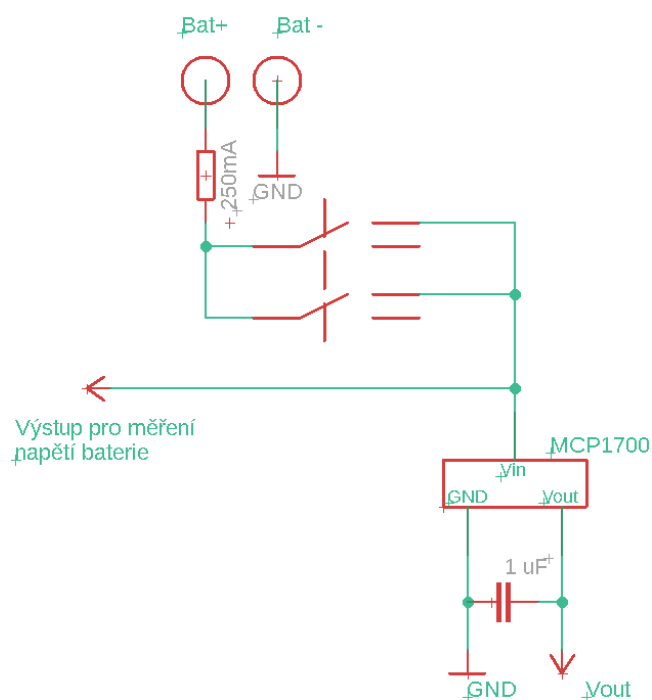 Bat+
Bat -
250mA
GND
Výstup pro měření
napětí baterie
MCP1700
Vin
GND
Vout
1 uF
GND
Vout